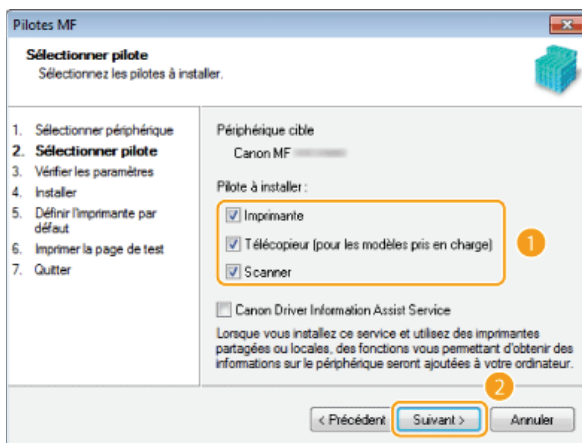 Pilotes MF
Sélectionner pilote
Sélectionnez les pilotes à installer.
1. Sélectionner périphérique
2. Sélectionner pilote
3. Vérifier les paramètres
4. Installer
5. Définir l'imprimante par
défaut
6. Imprimer la page de test
7. Quitter
Périphérique cible
Canon MF
Pilote à installer :
Imprimante
Télécopieur (pour les modèles pris en charge)
Scanner
1
Canon Driver Information Assist Service
Lorsque vous installez ce service et utilisez des imprimantes
partagées ou locales, des fonctions vous permettant d'obtenir des
informations sur le périphérique seront ajoutées à votre ordinateur.
2
< Précédent
Suivant >
Annuler